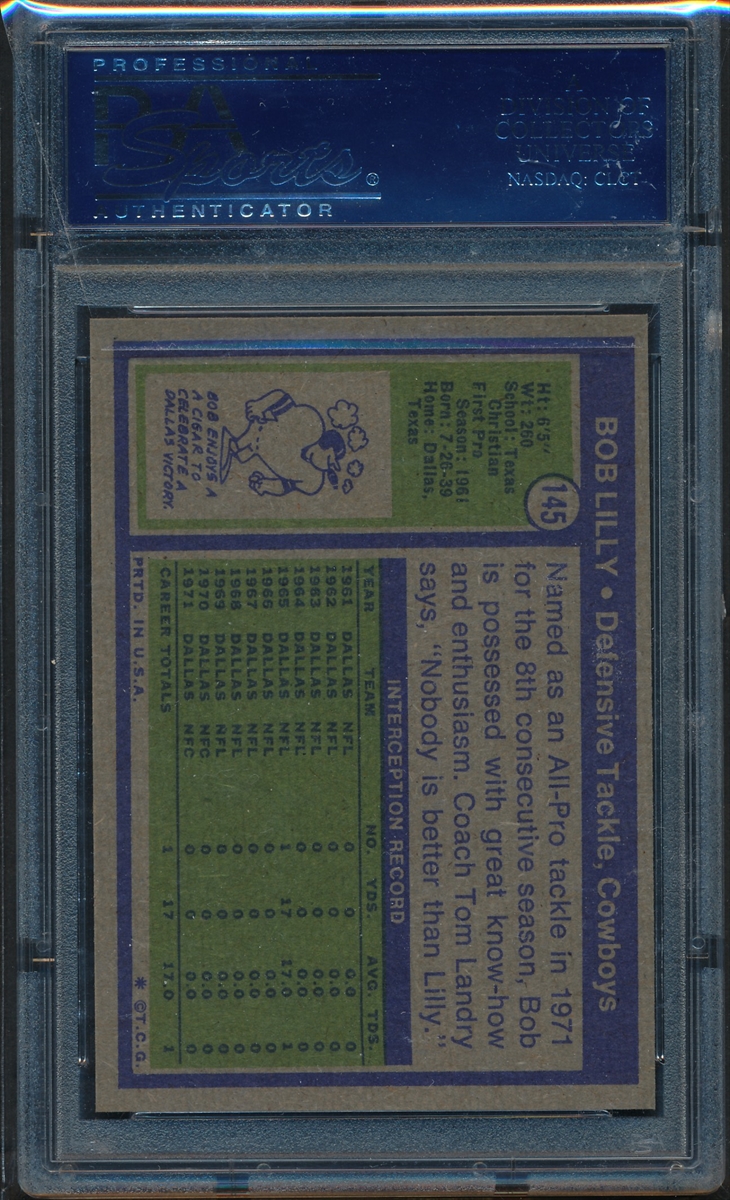 PROFESSIONAL
PSA
Sports®
AUTHENTICATOR
A
DIVISION OF
COLLECTORS
UNIVERSE
NASDAQ: CLCT
BOB LILLY • Defensive Tackle, Cowboys
145
Ht: 6'5"
Wt: 260
School: Texas
Christian
First Pro
Season: 1961
Born: 7-26-39
Home: Dallas,
Texas
BOB ENJOYS A
A CIGAR TO
CELEBRATE A
DALLAS VICTORY.
Named as an All-Pro tackle in 1971
for the 8th consecutive season, Bob
is possessed with great know-how
and enthusiasm. Coach Tom Landry
says, "Nobody is better than Lilly."
INTERCEPTION RECORD
YEAR TEAM NO. YDS. AVG. TDS.
1961 DALLAS NFL 0 0 0.0 0
1962 DALLAS NFL 0 0 0.0 0
1963 DALLAS NFL 0 0 0.0 0
1964 DALLAS NFL 0 0 0.0 0
1965 DALLAS NFL 1 17 17.0 1
1966 DALLAS NFL 0 0 0.0 0
1967 DALLAS NFL 0 0 0.0 0
1968 DALLAS NFL 0 0 0.0 0
1969 DALLAS NFL 0 0 0.0 0
1970 DALLAS NFC 0 0 0.0 0
1971 DALLAS NFC 0 0 0.0 0
CAREER TOTALS 1 17 17.0 1
PRTD. IN U.S.A. * ©T.C.G.